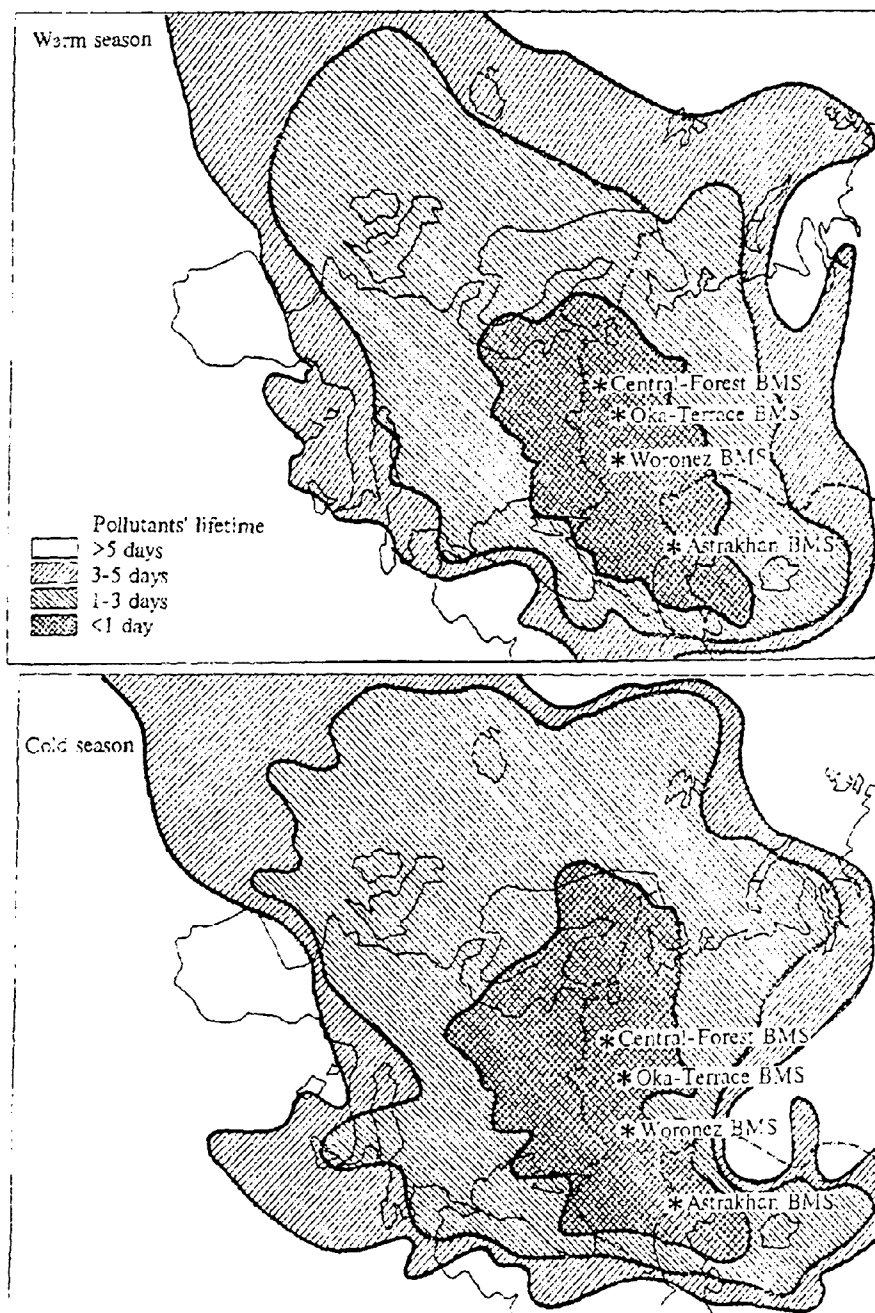 Warm season
*Central-Forest BMS
*Oka-Terrace BMS
*Woronez BMS
*Astrakhan BMS
Pollutants' lifetime
>5 days
3-5 days
1-3 days
<1 day
Cold season
*Central-Forest BMS
*Oka-Terrace BMS
*Woronez BMS
*Astrakhan BMS